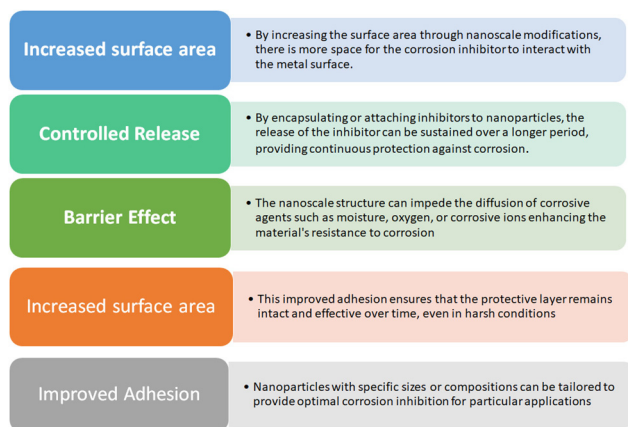 Increased surface area
• By increasing the surface area through nanoscale modifications,
there is more space for the corrosion inhibitor to interact with
the metal surface.
Controlled Release
• By encapsulating or attaching inhibitors to nanoparticles, the
release of the inhibitor can be sustained over a longer period,
providing continuous protection against corrosion.
Barrier Effect
• The nanoscale structure can impede the diffusion of corrosive
agents such as moisture, oxygen, or corrosive ions enhancing the
material's resistance to corrosion
Increased surface area
• This improved adhesion ensures that the protective layer remains
intact and effective over time, even in harsh conditions
Improved Adhesion
• Nanoparticles with specific sizes or compositions can be tailored to
provide optimal corrosion inhibition for particular applications